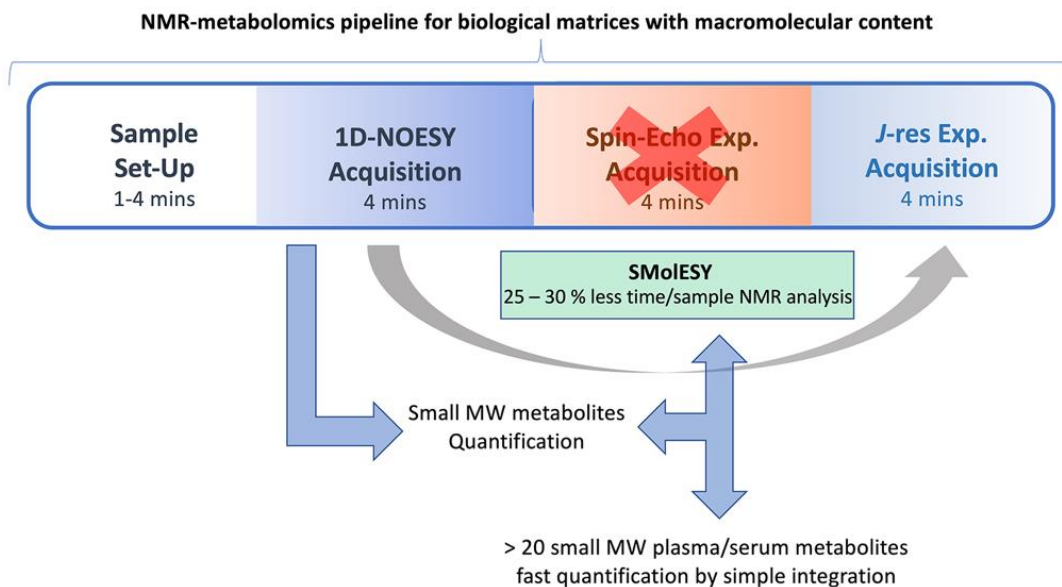 NMR-metabolomics pipeline for biological matrices with macromolecular content
Sample
Set-Up
1-4 mins
1D-NOESY
Acquisition
4 mins
Spin-Echo Exp.
Acquisition
4 mins
J-res Exp.
Acquisition
4 mins
SMolESY
25 – 30 % less time/sample NMR analysis
Small MW metabolites
Quantification
> 20 small MW plasma/serum metabolites
fast quantification by simple integration